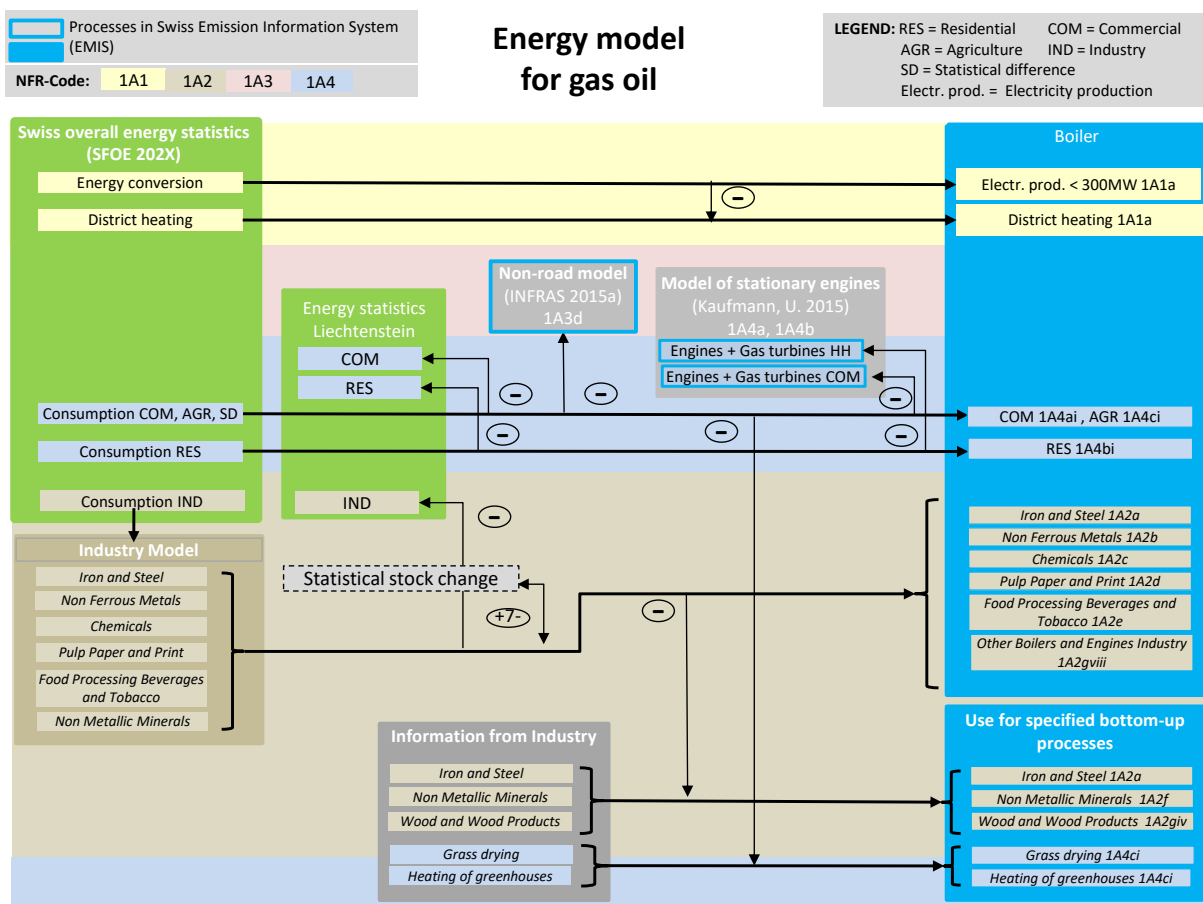 Processes in Swiss Emission Information System
(EMIS)
NFR-Code: 1A1 1A2 1A3 1A4
Energy model
for gas oil
LEGEND: RES = Residential COM = Commercial
AGR = Agriculture IND = Industry
SD = Statistical difference
Electr. prod. = Electricity production
Swiss overall energy statistics
(SFOE 202X)
Energy conversion
District heating
Boiler
Electr. prod. < 300MW 1A1a
District heating 1A1a
–
Non-road model
(INFRAS 2015a)
1A3d
Model of stationary engines
(Kaufmann, U. 2015)
1A4a, 1A4b
Engines + Gas turbines HH
Engines + Gas turbines COM
Energy statistics
Liechtenstein
COM
RES
– – –
Consumption COM, AGR, SD
COM 1A4ai , AGR 1A4ci
– – –
Consumption RES
RES 1A4bi
Consumption IND
IND
–
Industry Model
Iron and Steel
Non Ferrous Metals
Chemicals
Pulp Paper and Print
Food Processing Beverages
and Tobacco
Non Metallic Minerals
Statistical stock change
+7-
–
Iron and Steel 1A2a
Non Ferrous Metals 1A2b
Chemicals 1A2c
Pulp Paper and Print 1A2d
Food Processing Beverages and
Tobacco 1A2e
Other Boilers and Engines Industry
1A2gviii
Information from Industry
Iron and Steel
Non Metallic Minerals
Wood and Wood Products
Grass drying
Heating of greenhouses
Use for specified bottom-up
processes
Iron and Steel 1A2a
Non Metallic Minerals 1A2f
Wood and Wood Products 1A2giv
Grass drying 1A4ci
Heating of greenhouses 1A4ci